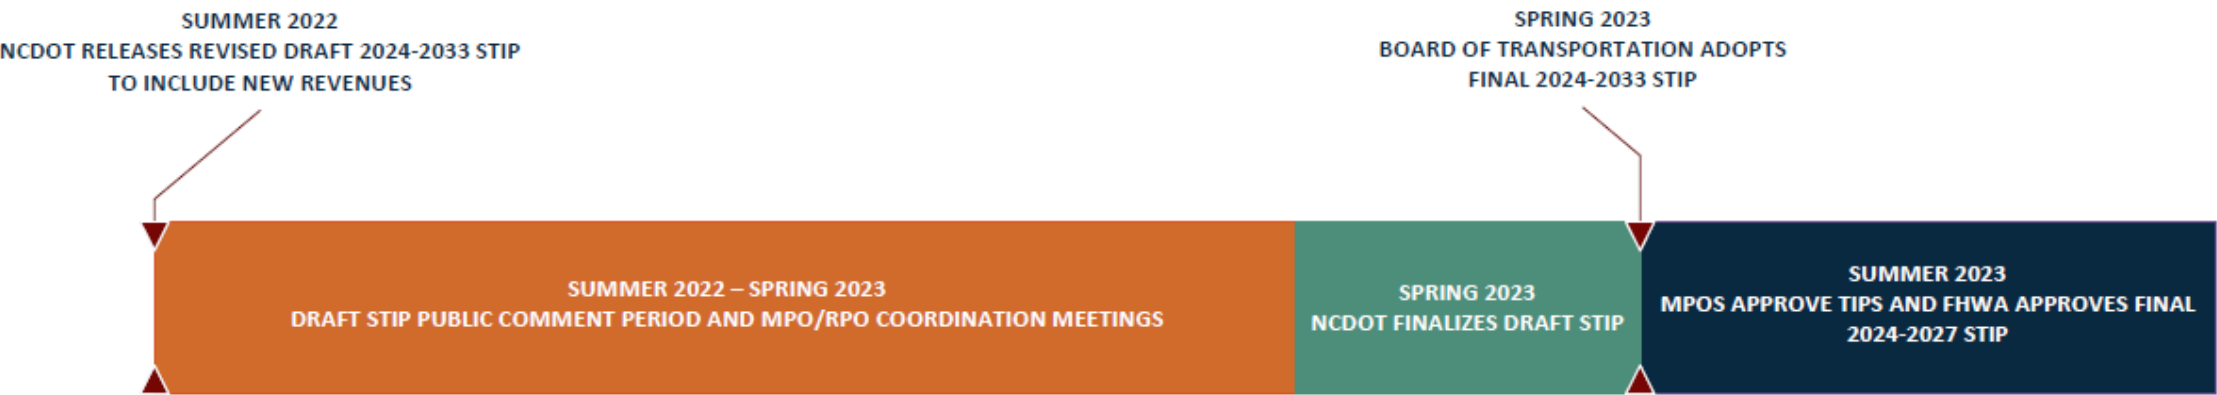 SUMMER 2022
NCDOT RELEASES REVISED DRAFT 2024-2033 STIP
TO INCLUDE NEW REVENUES
SPRING 2023
BOARD OF TRANSPORTATION ADOPTS
FINAL 2024-2033 STIP
SUMMER 2022 – SPRING 2023
DRAFT STIP PUBLIC COMMENT PERIOD AND MPO/RPO COORDINATION MEETINGS
SPRING 2023
NCDOT FINALIZES DRAFT STIP
SUMMER 2023
MPOS APPROVE TIPS AND FHWA APPROVES FINAL
2024-2027 STIP